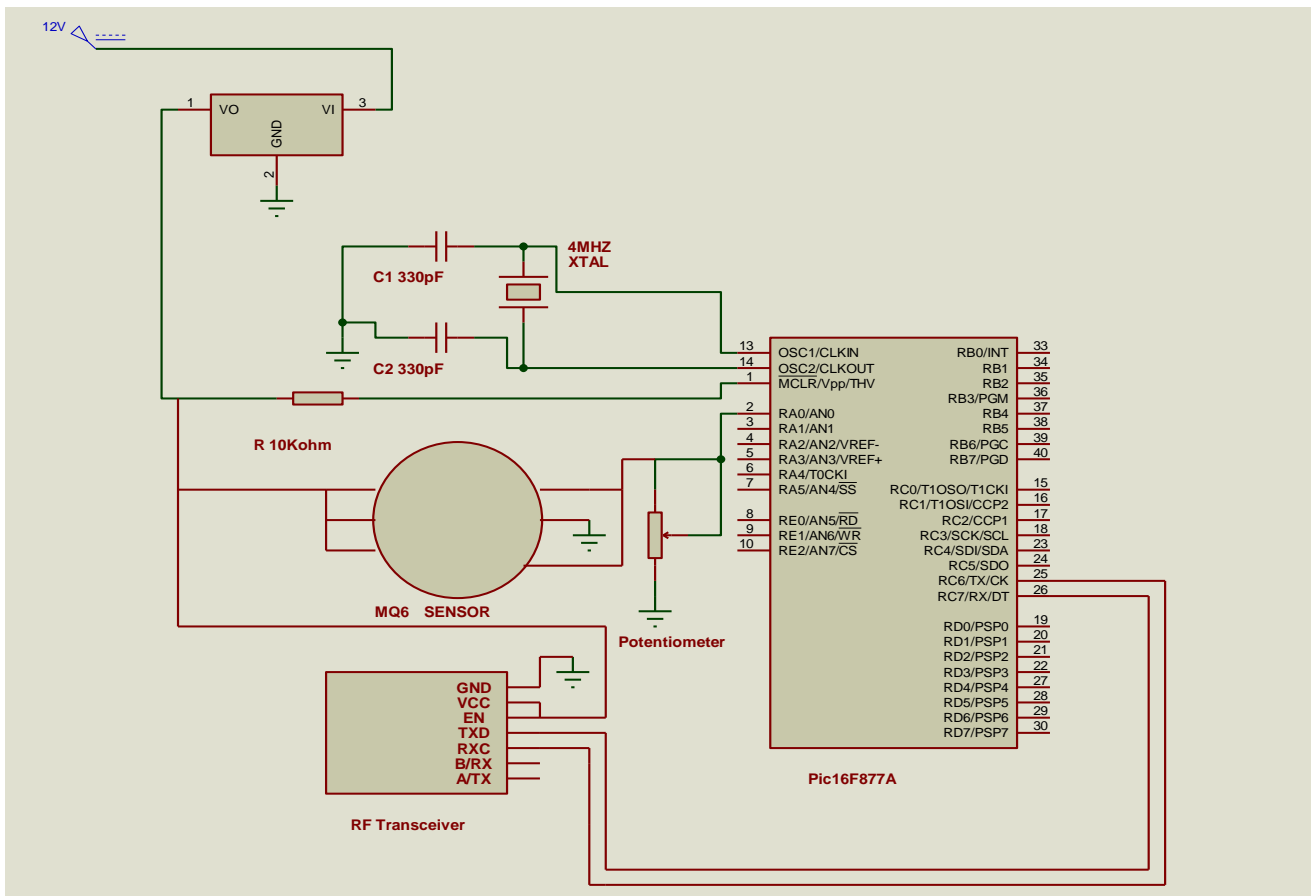 12V
1 VO VI 3
GND
2
4MHZ
XTAL
C1 330pF
C2 330pF
R 10Kohm
13 OSC1/CLKIN RB0/INT 33
14 OSC2/CLKOUT RB1 34
1 MCLR/Vpp/THV RB2 35
RB3/PGM 36
2 RA0/AN0 RB4 37
3 RA1/AN1 RB5 38
4 RA2/AN2/VREF- RB6/PGC 39
5 RA3/AN3/VREF+ RB7/PGD 40
6 RA4/T0CKI
7 RA5/AN4/SS RC0/T1OSO/T1CKI 15
RC1/T1OSI/CCP2 16
8 RE0/AN5/RD RC2/CCP1 17
9 RE1/AN6/WR RC3/SCK/SCL 18
10 RE2/AN7/CS RC4/SDI/SDA 23
RC5/SDO 24
RC6/TX/CK 25
RC7/RX/DT 26
RD0/PSP0 19
RD1/PSP1 20
RD2/PSP2 21
RD3/PSP3 22
RD4/PSP4 27
RD5/PSP5 28
RD6/PSP6 29
RD7/PSP7 30
Pic16F877A
MQ6 SENSOR
Potentiometer
GND
VCC
EN
TXD
RXC
B/RX
A/TX
RF Transceiver